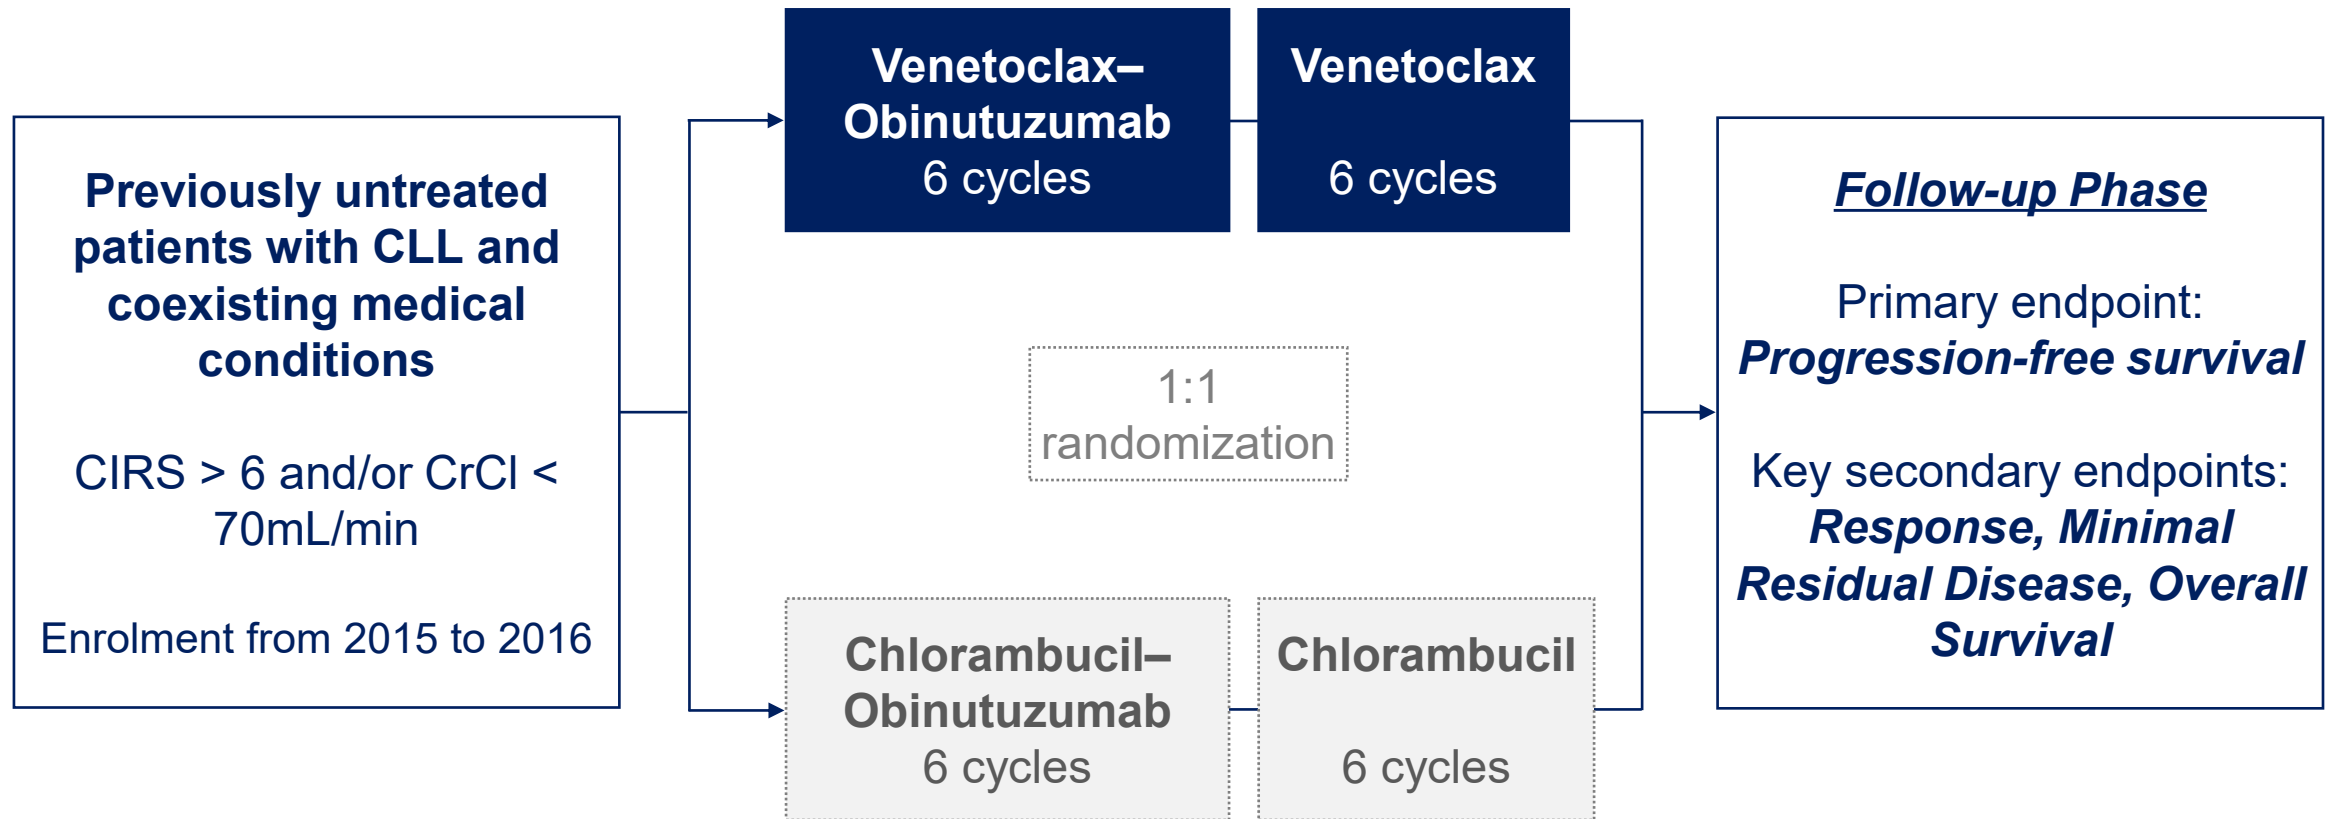 Previously untreated
patients with CLL and
coexisting medical
conditions
CIRS > 6 and/or CrCl <
70mL/min
Enrolment from 2015 to 2016
Venetoclax–
Obinutuzumab
6 cycles
Venetoclax
6 cycles
1:1
randomization
Chlorambucil–
Obinutuzumab
6 cycles
Chlorambucil
6 cycles
Follow-up Phase
Primary endpoint:
Progression-free survival
Key secondary endpoints:
Response, Minimal
Residual Disease, Overall
Survival